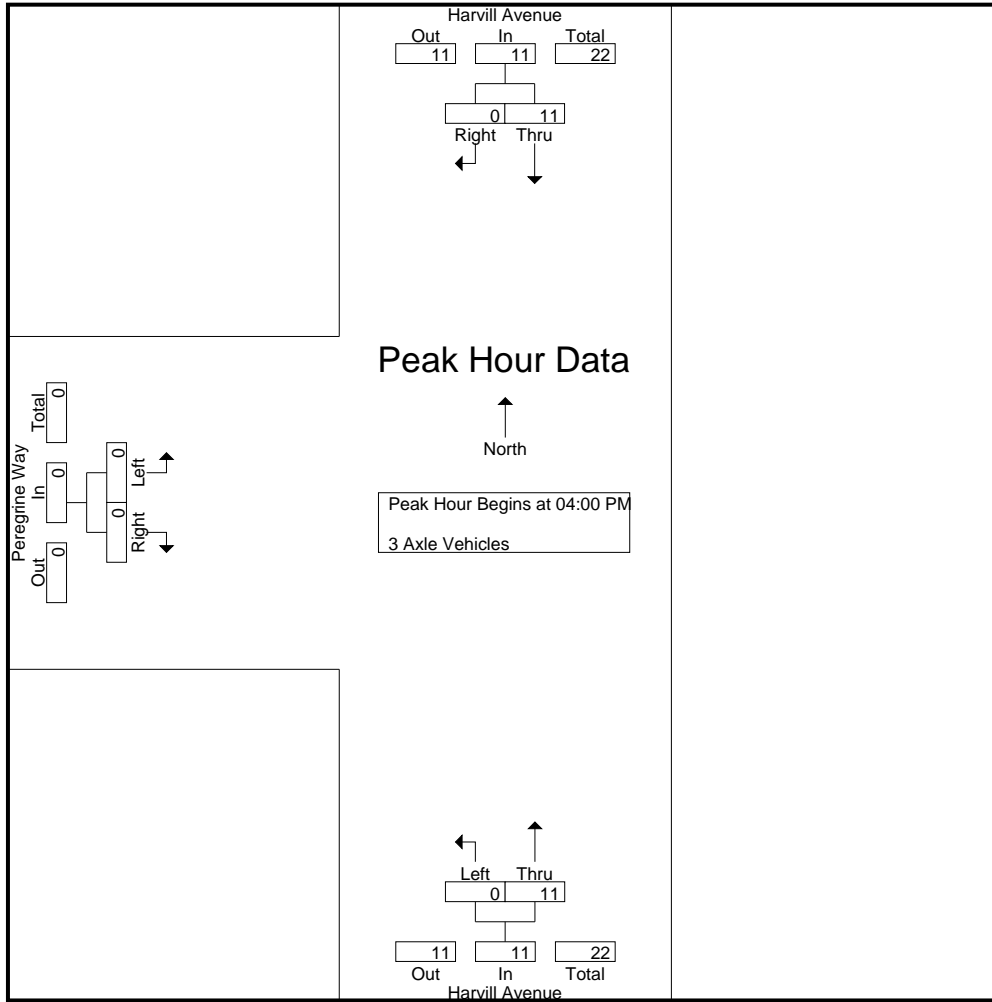 Harvill Avenue
Out In Total
11 11 22
0 11
Right Thru
Peak Hour Data
North
Peak Hour Begins at 04:00 PM
3 Axle Vehicles
Peregrine Way
Out In Total
0 0 0
Right Left
0 0
Left Thru
0 11
11 11 22
Out In Total
Harvill Avenue